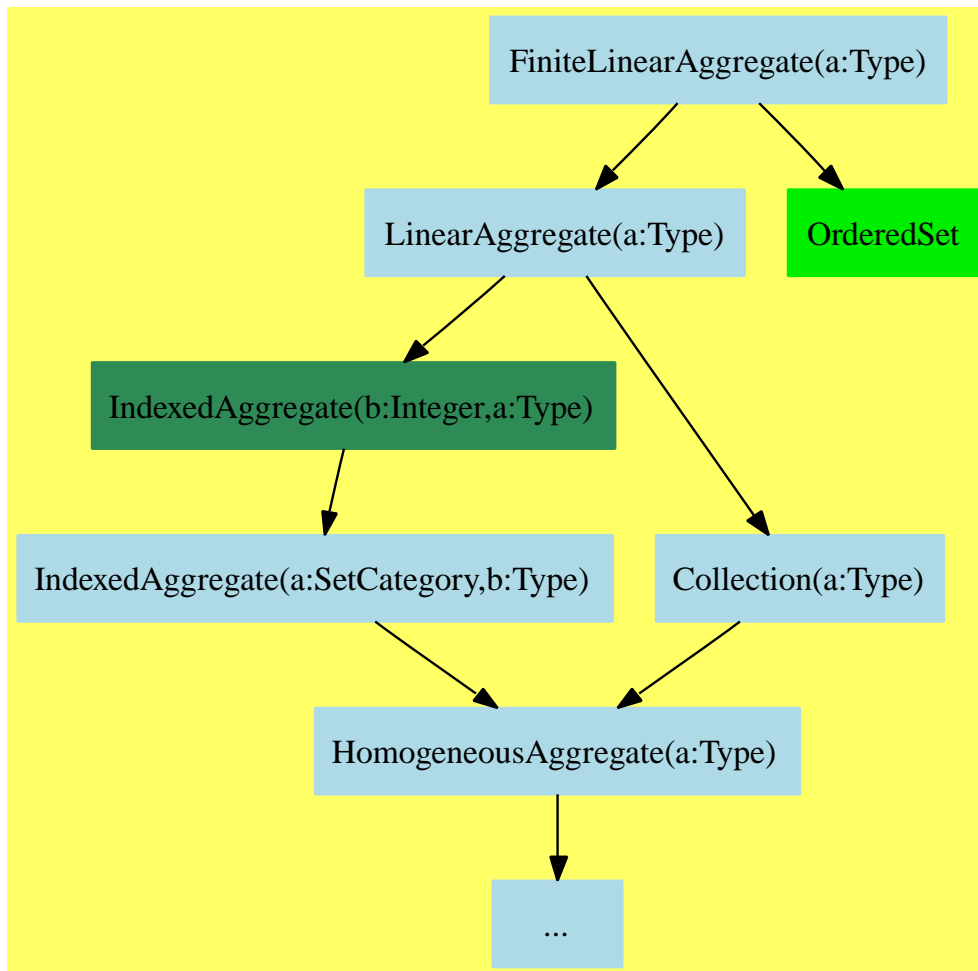 FiniteLinearAggregate(a:Type)
LinearAggregate(a:Type)
OrderedSet
IndexedAggregate(b:Integer,a:Type)
IndexedAggregate(a:SetCategory,b:Type)
Collection(a:Type)
HomogeneousAggregate(a:Type)
...